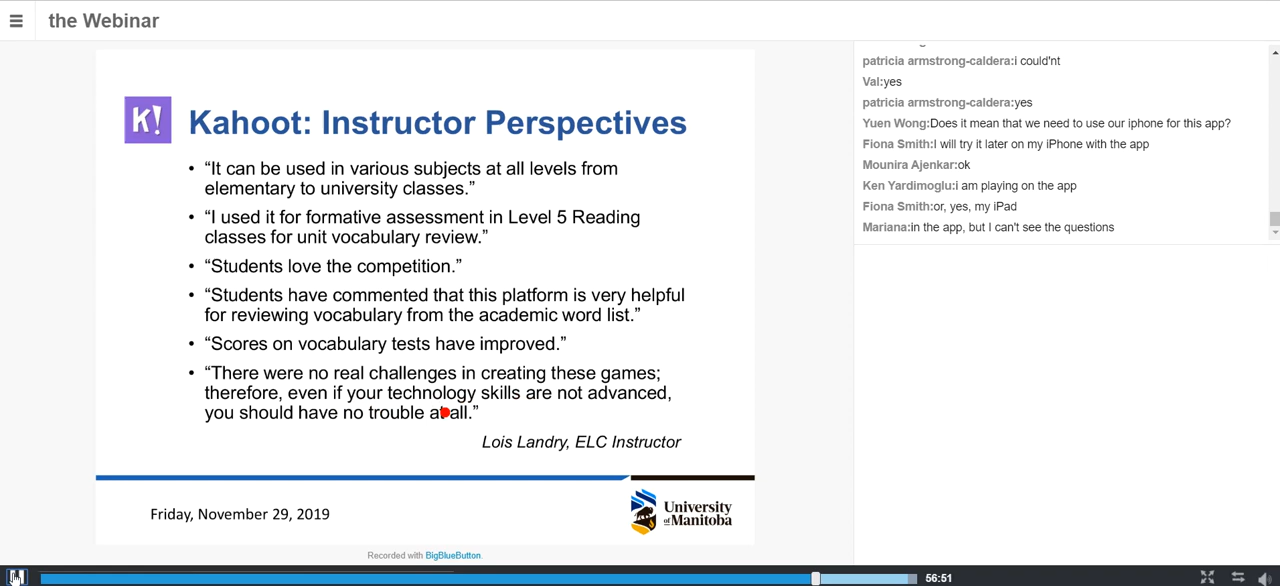 the Webinar
K!
Kahoot: Instructor Perspectives
• “It can be used in various subjects at all levels from
elementary to university classes.”
• “I used it for formative assessment in Level 5 Reading
classes for unit vocabulary review.”
• “Students love the competition.”
• “Students have commented that this platform is very helpful
for reviewing vocabulary from the academic word list.”
• “Scores on vocabulary tests have improved.”
• “There were no real challenges in creating these games;
therefore, even if your technology skills are not advanced,
you should have no trouble at all.”
Lois Landry, ELC Instructor
Friday, November 29, 2019
University
of Manitoba
Recorded with BigBlueButton.
patricia armstrong-caldera:i could'nt
Val:yes
patricia armstrong-caldera:yes
Yuen Wong:Does it mean that we need to use our iphone for this app?
Fiona Smith:I will try it later on my iPhone with the app
Mounira Ajenkar:ok
Ken Yardimoglu:i am playing on the app
Fiona Smith:or, yes, my iPad
Mariana:in the app, but I can't see the questions
56:51